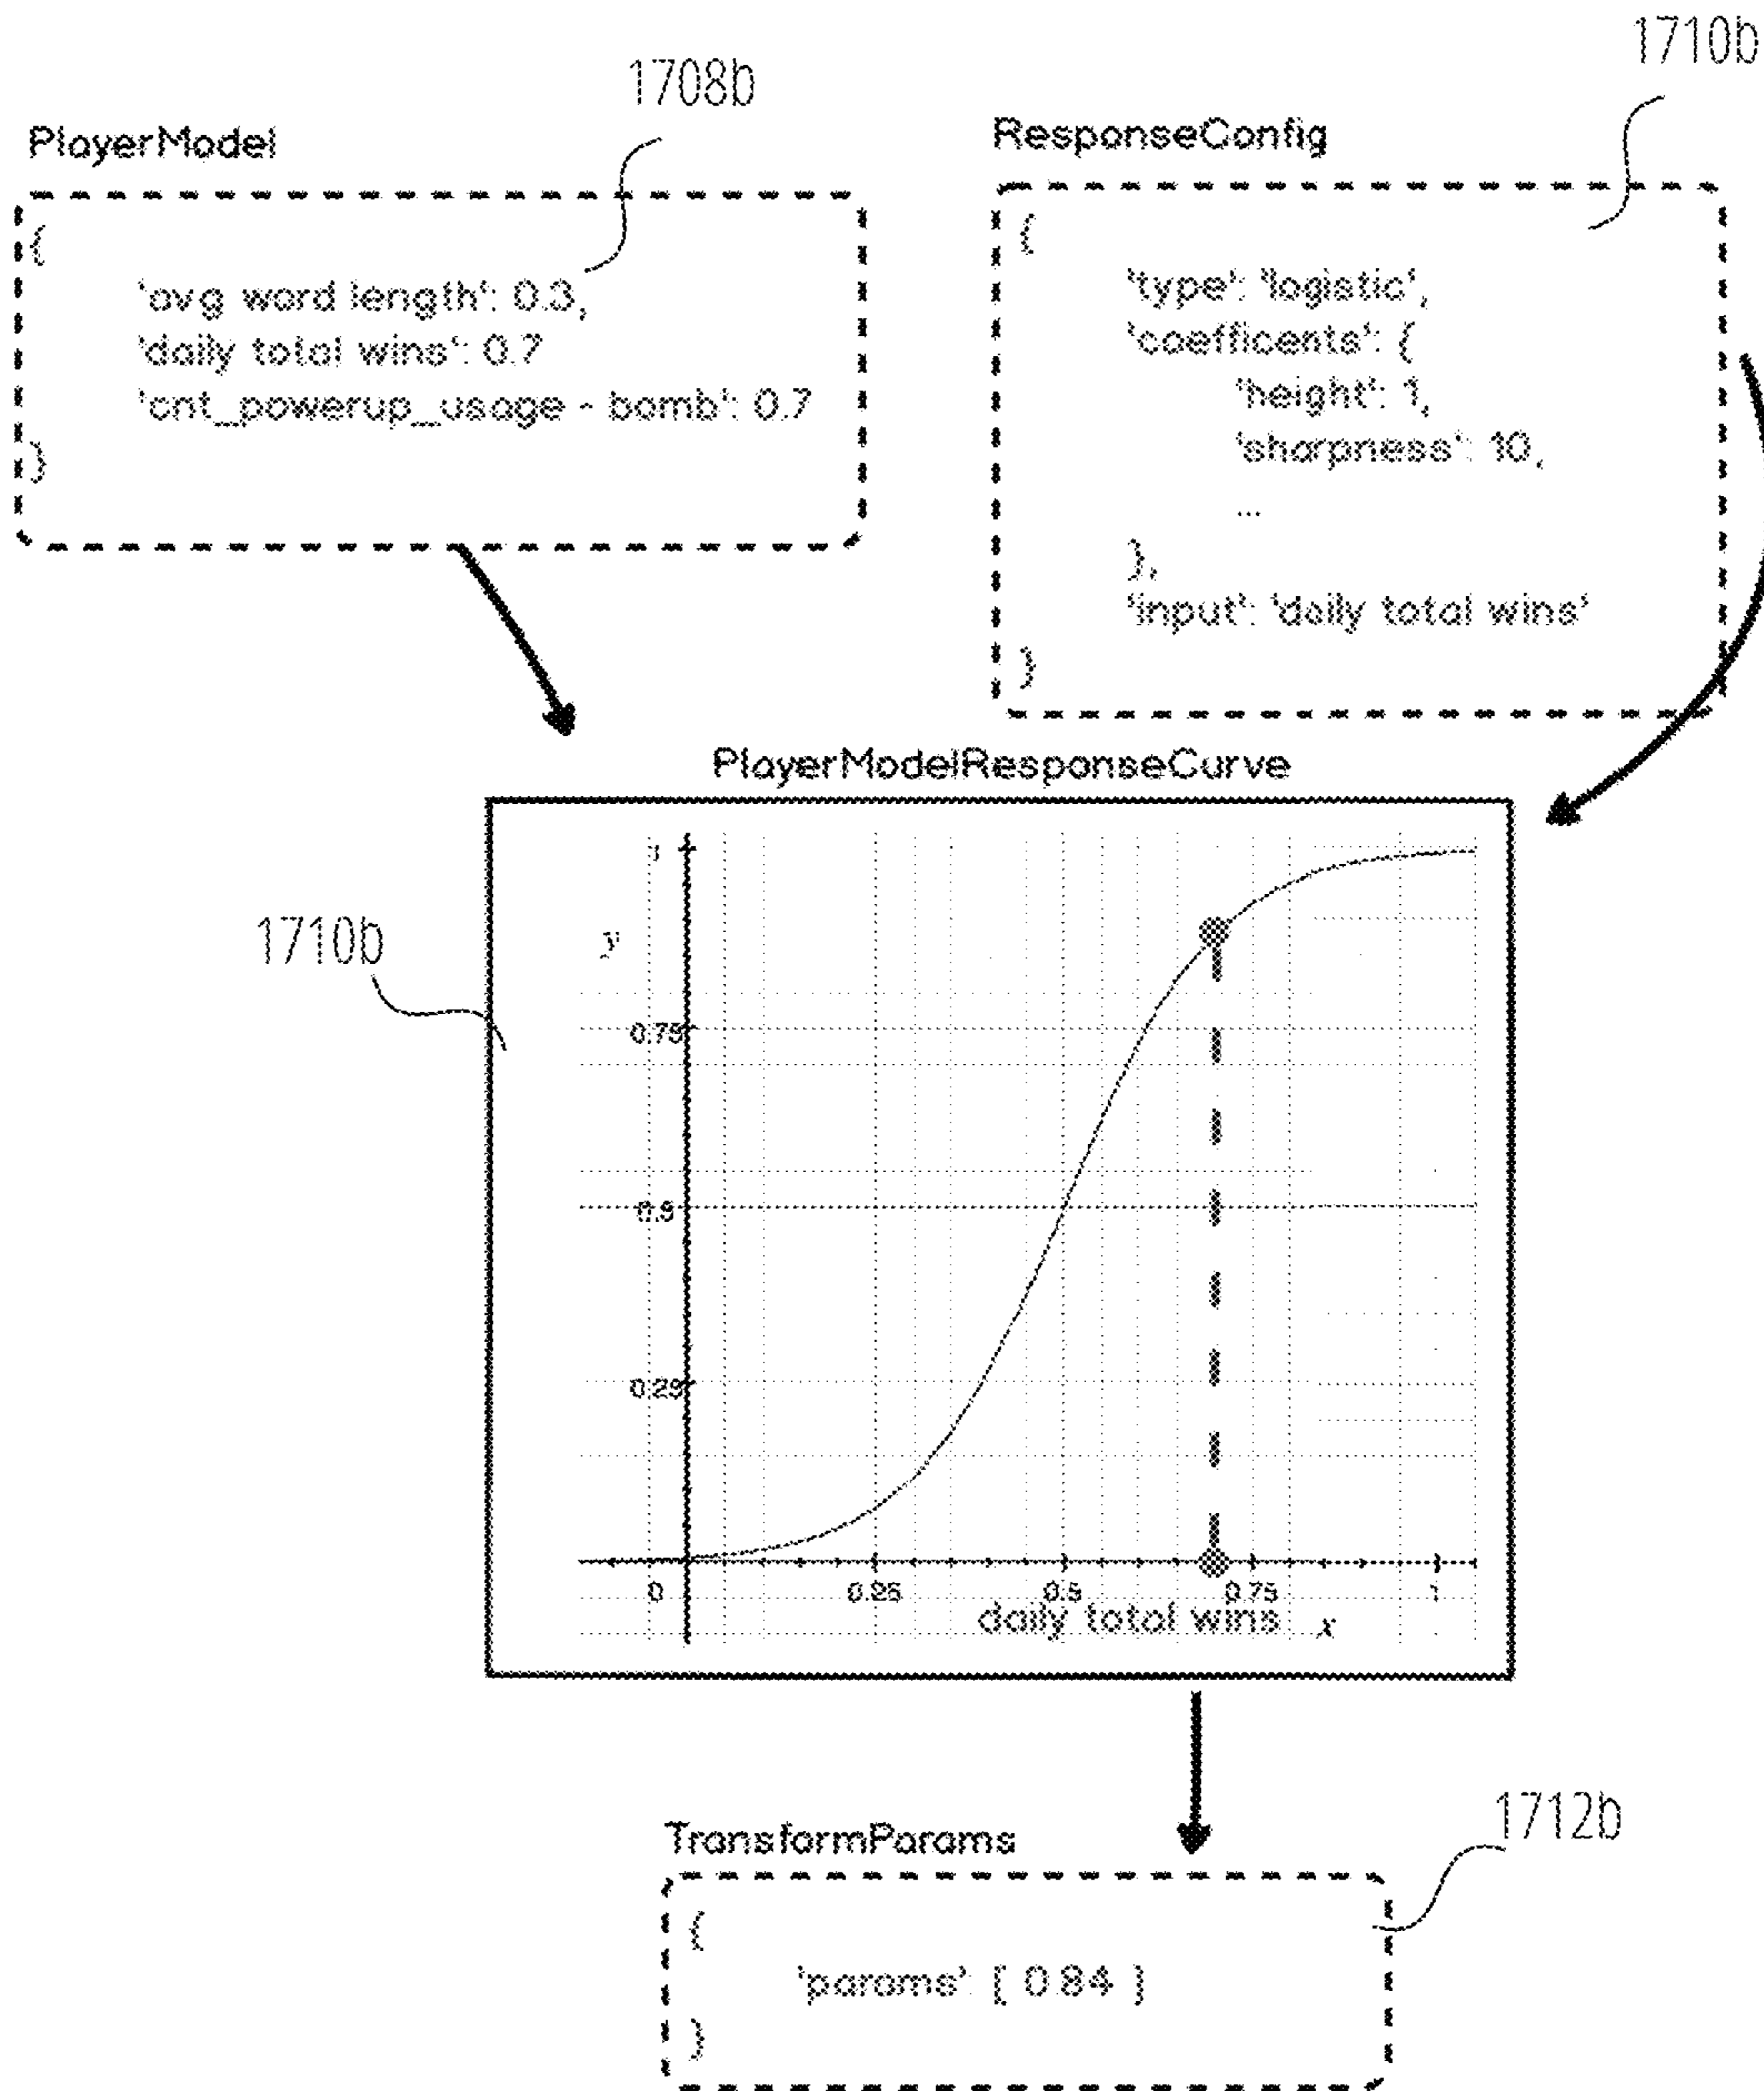 1708b
PlayerModel
{
'avg word length': 0.3,
'daily total wins': 0.7
'cnt_powerup_usage - bomb': 0.7
}
1710b
ResponseConfig
{
'type': 'logistic',
'coefficents': {
'height': 1,
'sharpness': 10,
...
},
'input': 'daily total wins'
}
PlayerModelResponseCurve
1710b
1
y
0.75
0.5
0.25
0 0.25 0.5 0.75 1
daily total wins x
TransformParams
1712b
{
'params': [ 0.84 ]
}